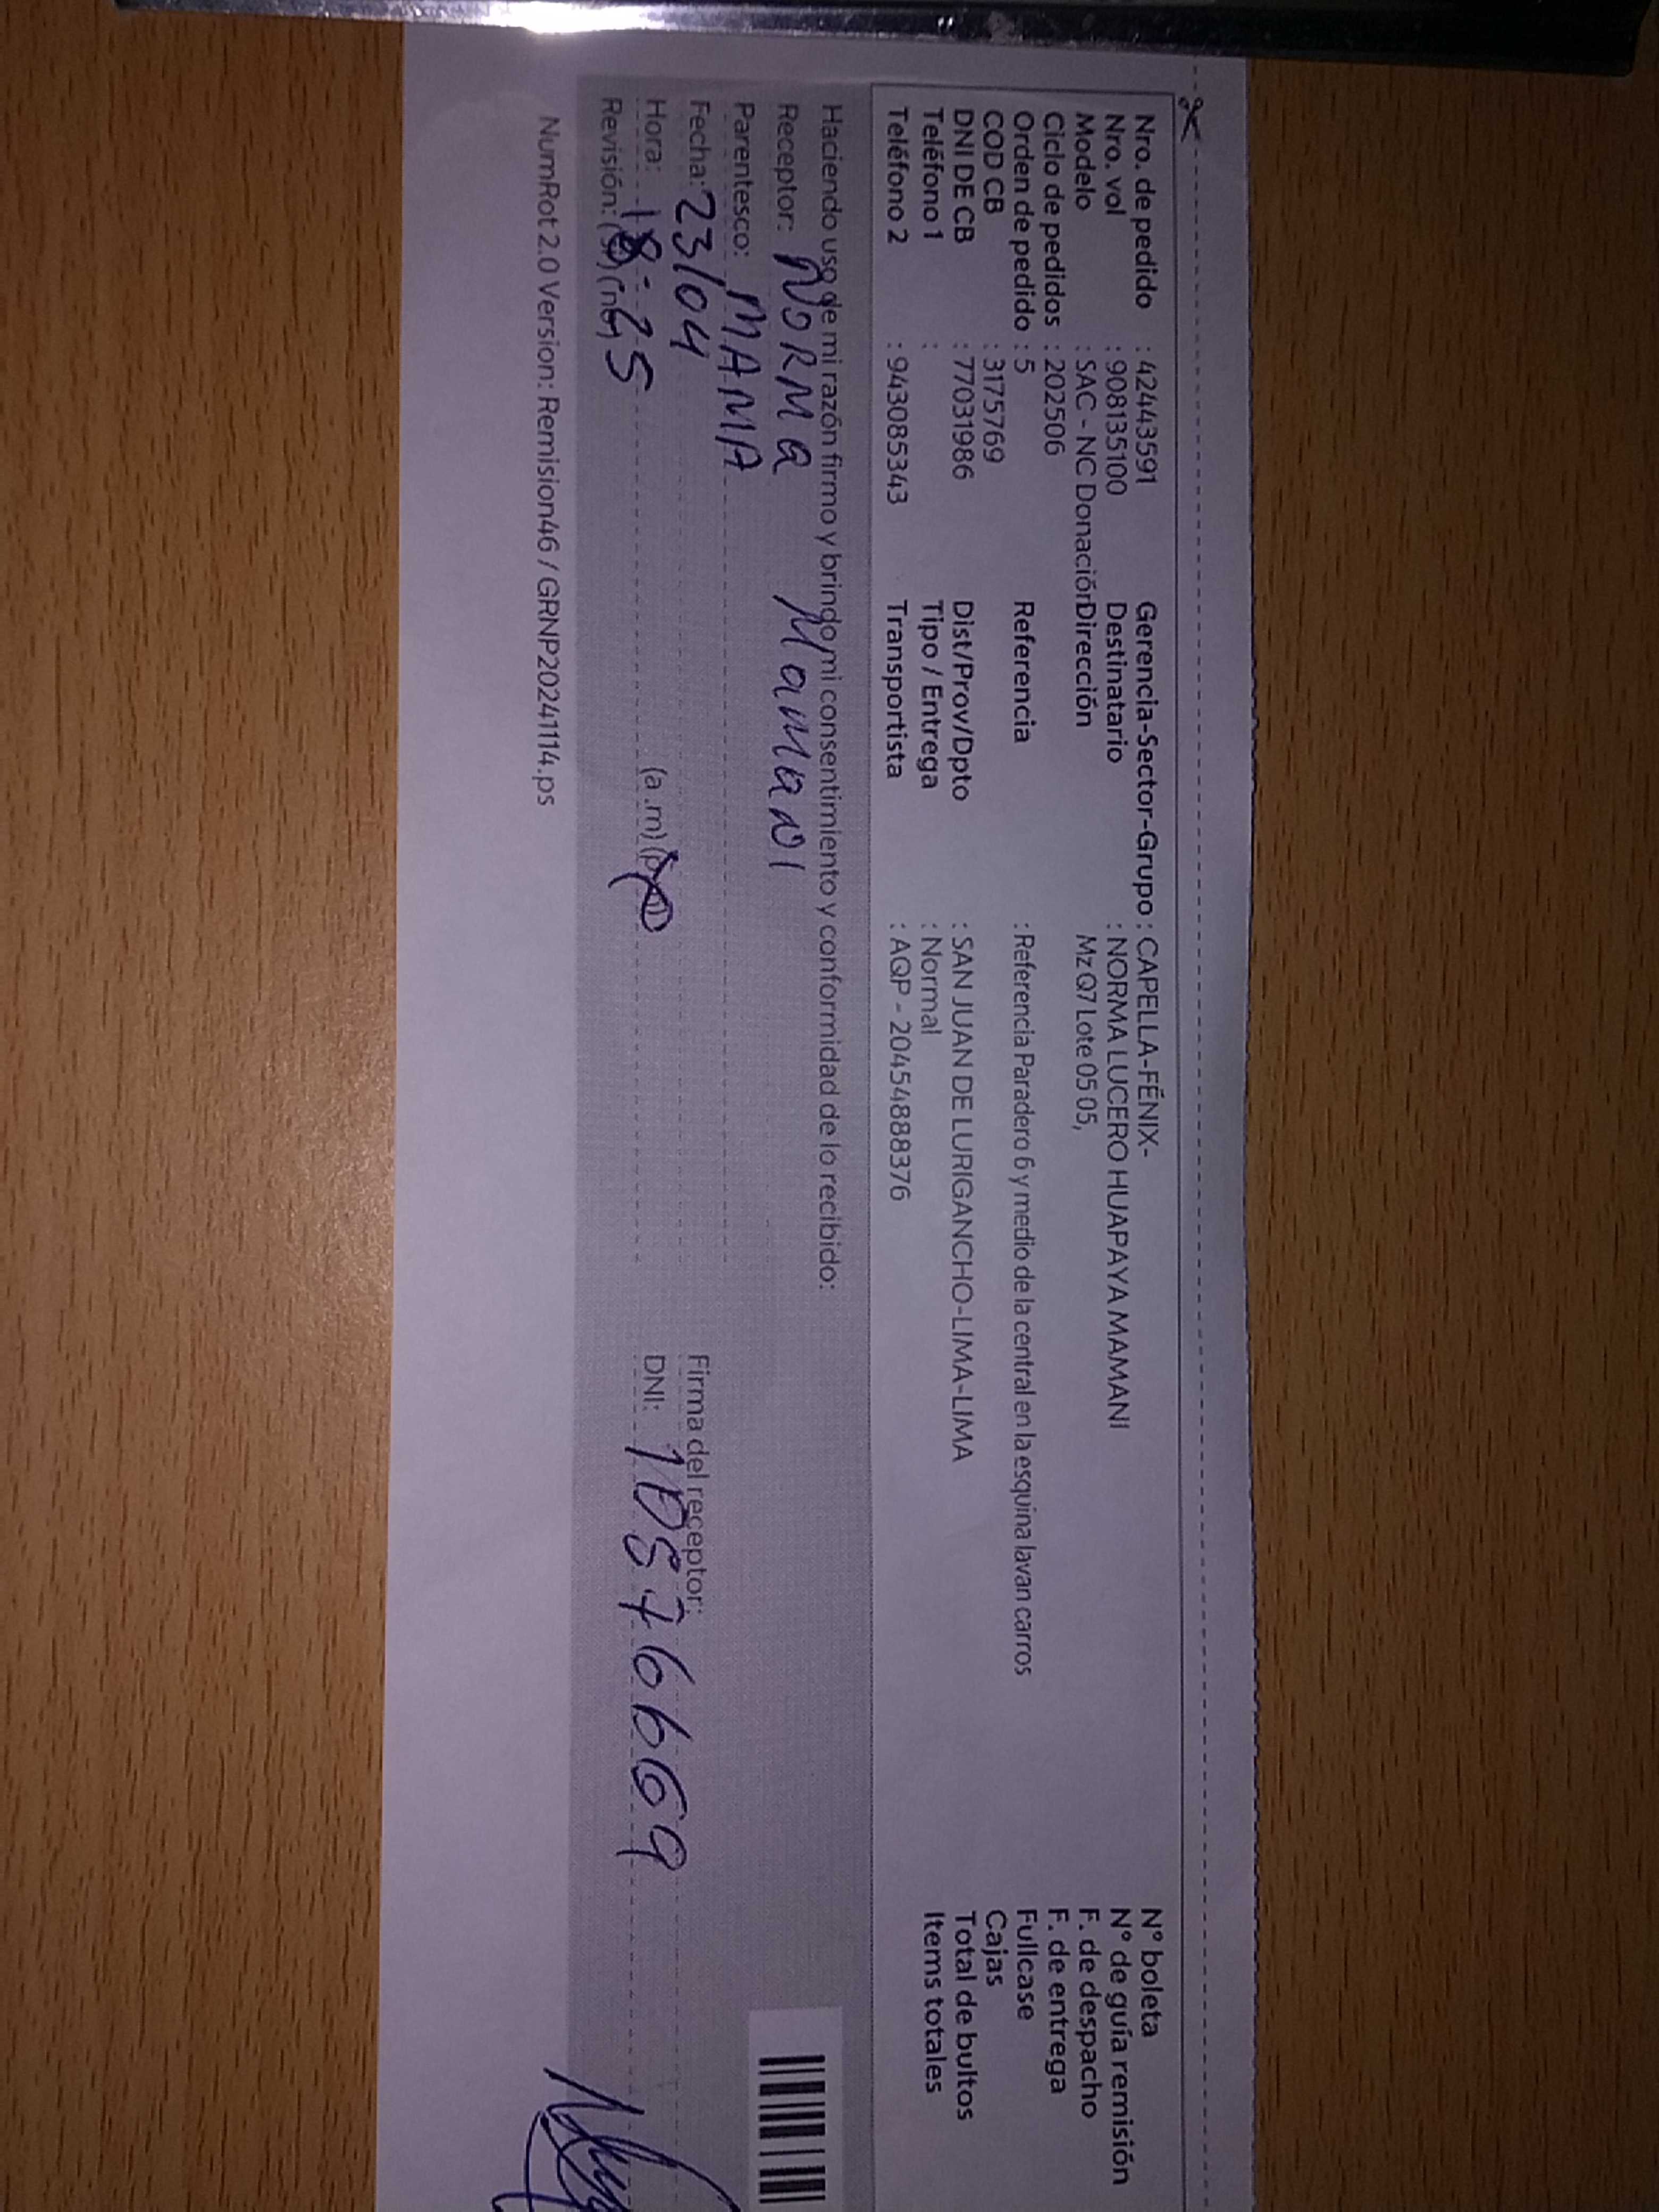 Nro. de pedido : 42443591 Gerencia-Sector-Grupo : CAPELLA-FÉNIX- N° boleta
Nro. vol : 908135100 Destinatario : NORMA LUCERO HUAPAYA MAMANI N° de guía remisión
Modelo : SAC - NC DonaciónDirección Mz Q7 Lote 05 05, F. de despacho
Ciclo de pedidos : 202506 F. de entrega
Orden de pedido : 5 Referencia : Referencia Paradero 6 y medio de la central en la esquina lavan carros Fullcase
COD CB : 3175769 Cajas
DNI DE CB : 77031986 Dist/Prov/Dpto : SAN JUAN DE LURIGANCHO-LIMA-LIMA Total de bultos
Teléfono 1 : Tipo / Entrega : Normal Items totales
Teléfono 2 : 943085343 Transportista : AQP - 20454888376
Haciendo uso de mi razón firmo y brindo mi consentimiento y conformidad de lo recibido:
Receptor: NORMA MAMANI
Parentesco: MAMA
Fecha: 23/04 Firma del receptor:
Hora: 18:25 (a.m) DNI: 10576669
Revisión:
NumRot 2.0 Version: Remision46 / GRNP20241114.ps